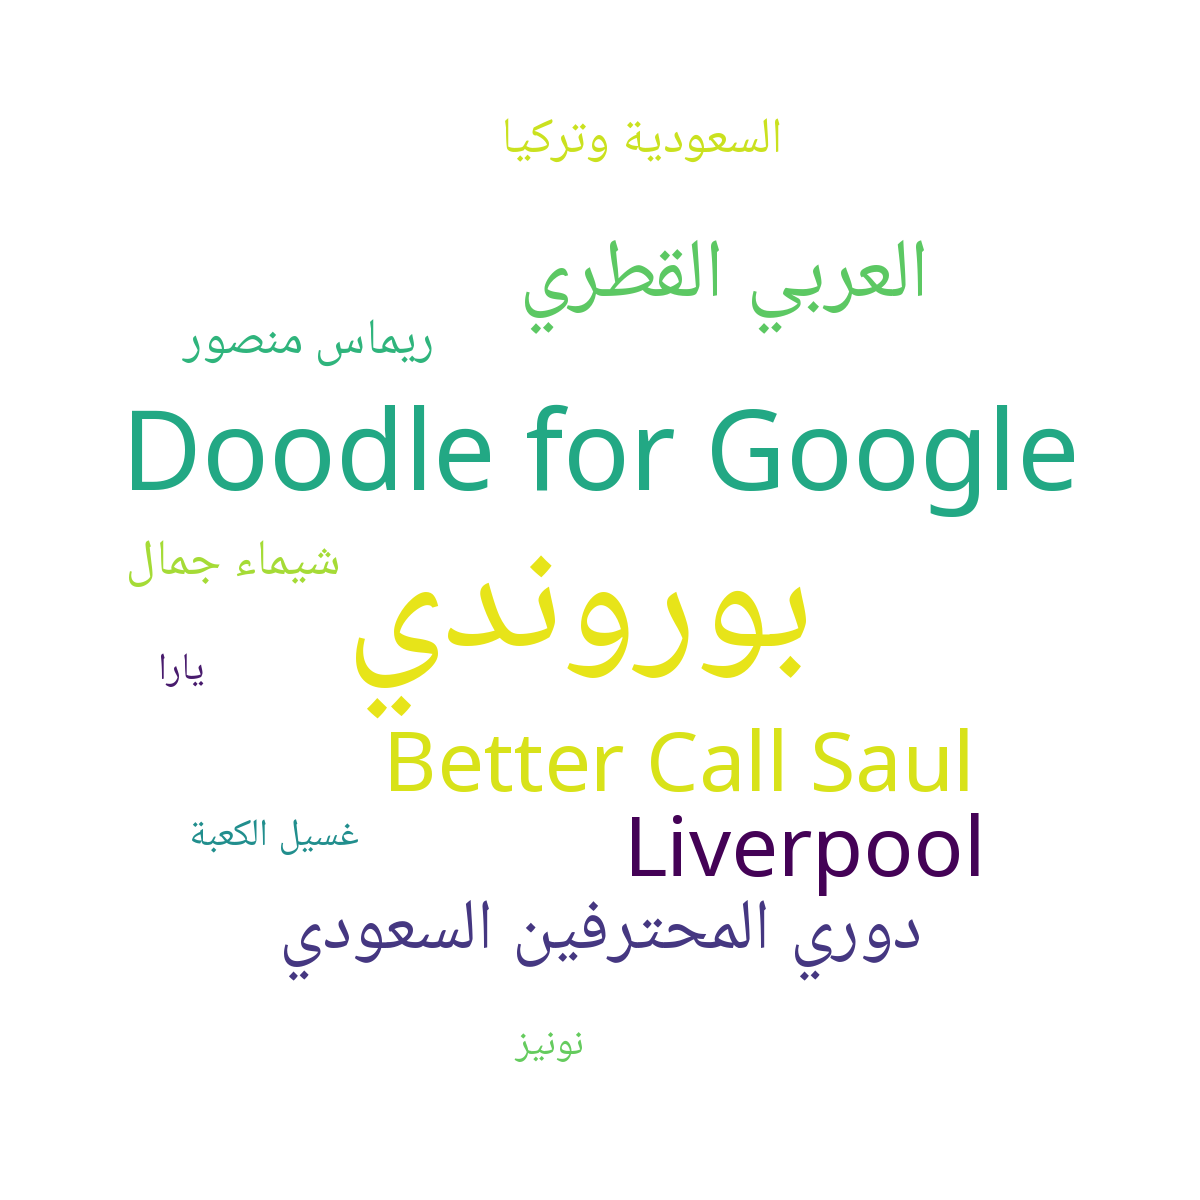 السعودية وتركيا
العربي القطري
ريماس منصور
Doodle for Google
شيماء جمال
بوروندي
يارا
Better Call Saul
غسيل الكعبة
Liverpool
دوري المحترفين السعودي
نونيز